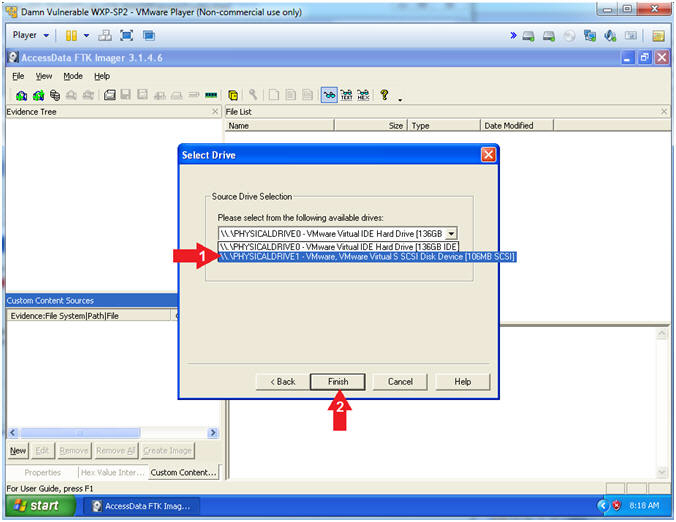 Damn Vulnerable WXP-SP2 - VMware Player (Non-commercial use only)
Player
AccessData FTK Imager 3.1.4.6
File View Mode Help
Evidence Tree
File List
Name Size Type Date Modified
Select Drive
Source Drive Selection
Please select from the following available drives:
\\.\PHYSICALDRIVE0 - VMware Virtual IDE Hard Drive [136GB
\\.\PHYSICALDRIVE0 - VMware Virtual IDE Hard Drive [136GB IDE]
1
\\.\PHYSICALDRIVE1 - VMware, VMware Virtual S SCSI Disk Device [106MB SCSI]
Custom Content Sources
Evidence:File System|Path|File
< Back Finish Cancel Help
2
New Edit Remove Remove All Create Image
Properties Hex Value Inter... Custom Content...
For User Guide, press F1
start AccessData FTK Imag... 8:18 AM